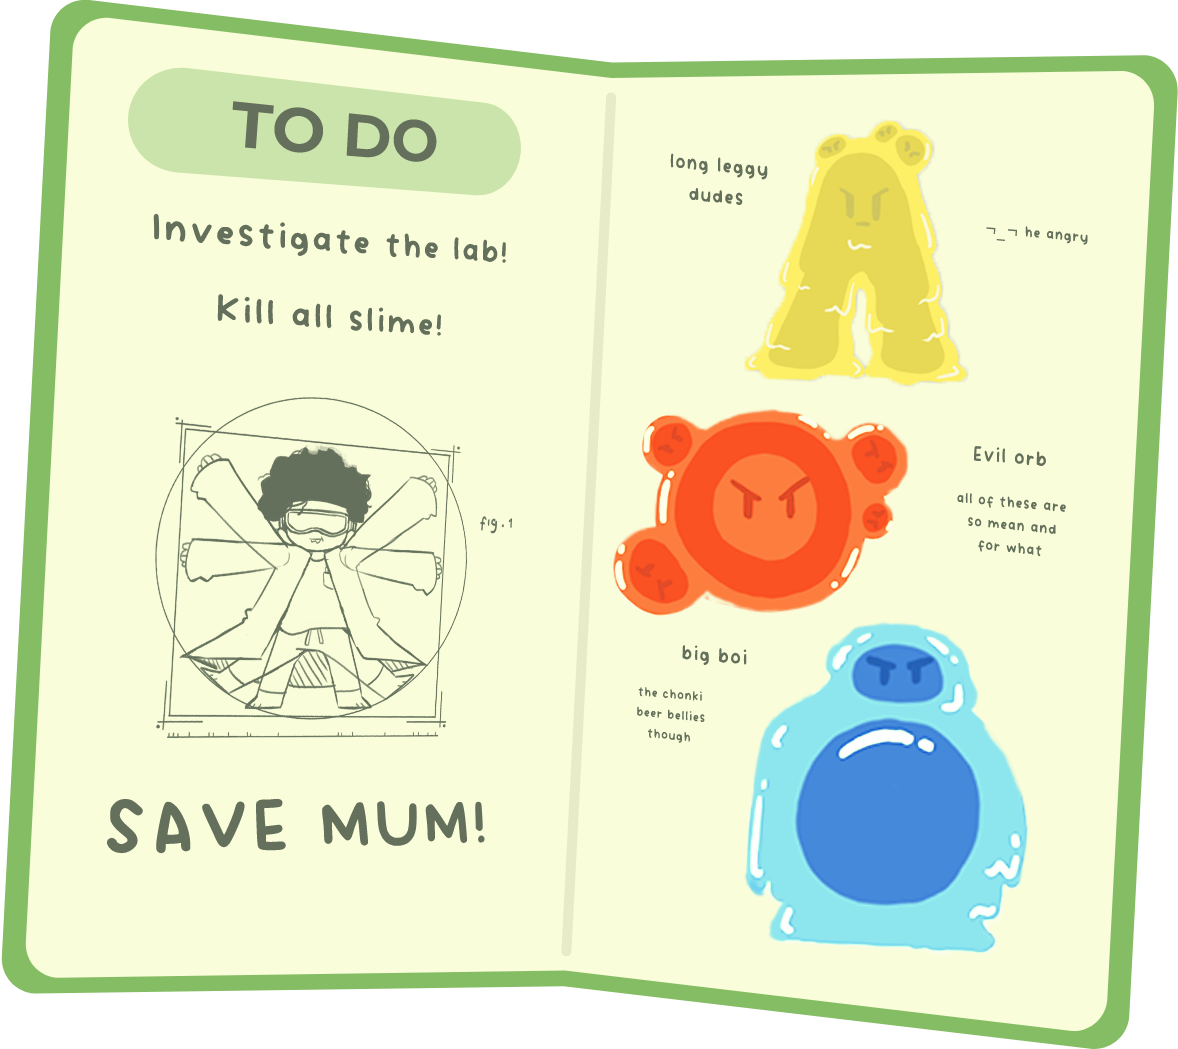 TO DO
Investigate the lab!
Kill all slime!
fig.1
SAVE MUM!
long leggy
dudes
¬_¬ he angry
Evil orb
all of these are
so mean and
for what
big boi
the chonki
beer bellies
though